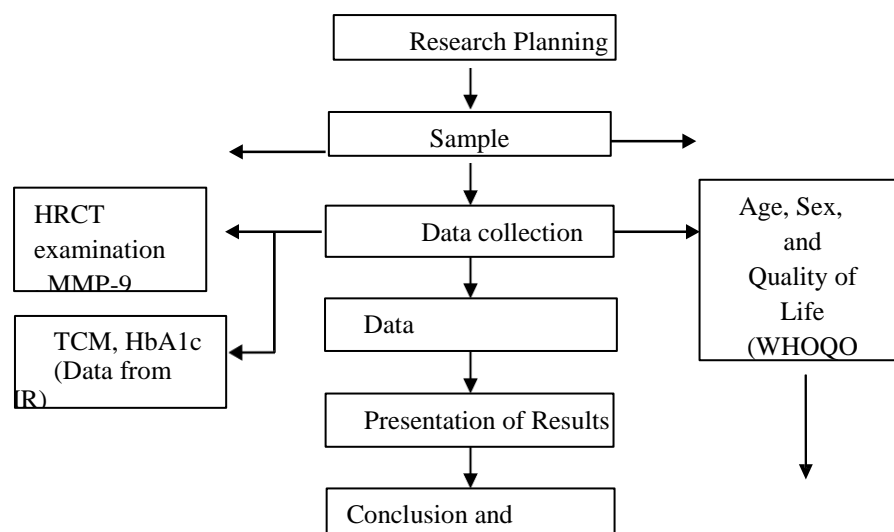 Research Planning
Sample
HRCT
examination
MMP-9
Data collection
Age, Sex,
and
Quality of
Life
(WHOQO
TCM, HbA1c
(Data from
IR)
Data
Presentation of Results
Conclusion and